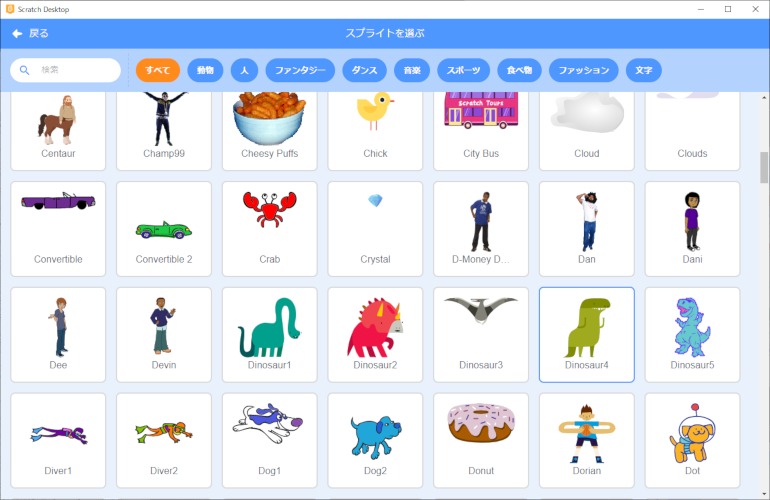 Scratch Desktop
戻る
スプライトを選ぶ
検索
すべて
動物
人
ファンタジー
ダンス
音楽
スポーツ
食べ物
ファッション
文字
Scratch Tours
Centaur
Champ99
Cheesy Puffs
Chick
City Bus
Cloud
Clouds
Convertible
Convertible 2
Crab
Crystal
D-Money D...
Dan
Dani
Dee
Devin
Dinosaur1
Dinosaur2
Dinosaur3
Dinosaur4
Dinosaur5
Diver1
Diver2
Dog1
Dog2
Donut
Dorian
Dot